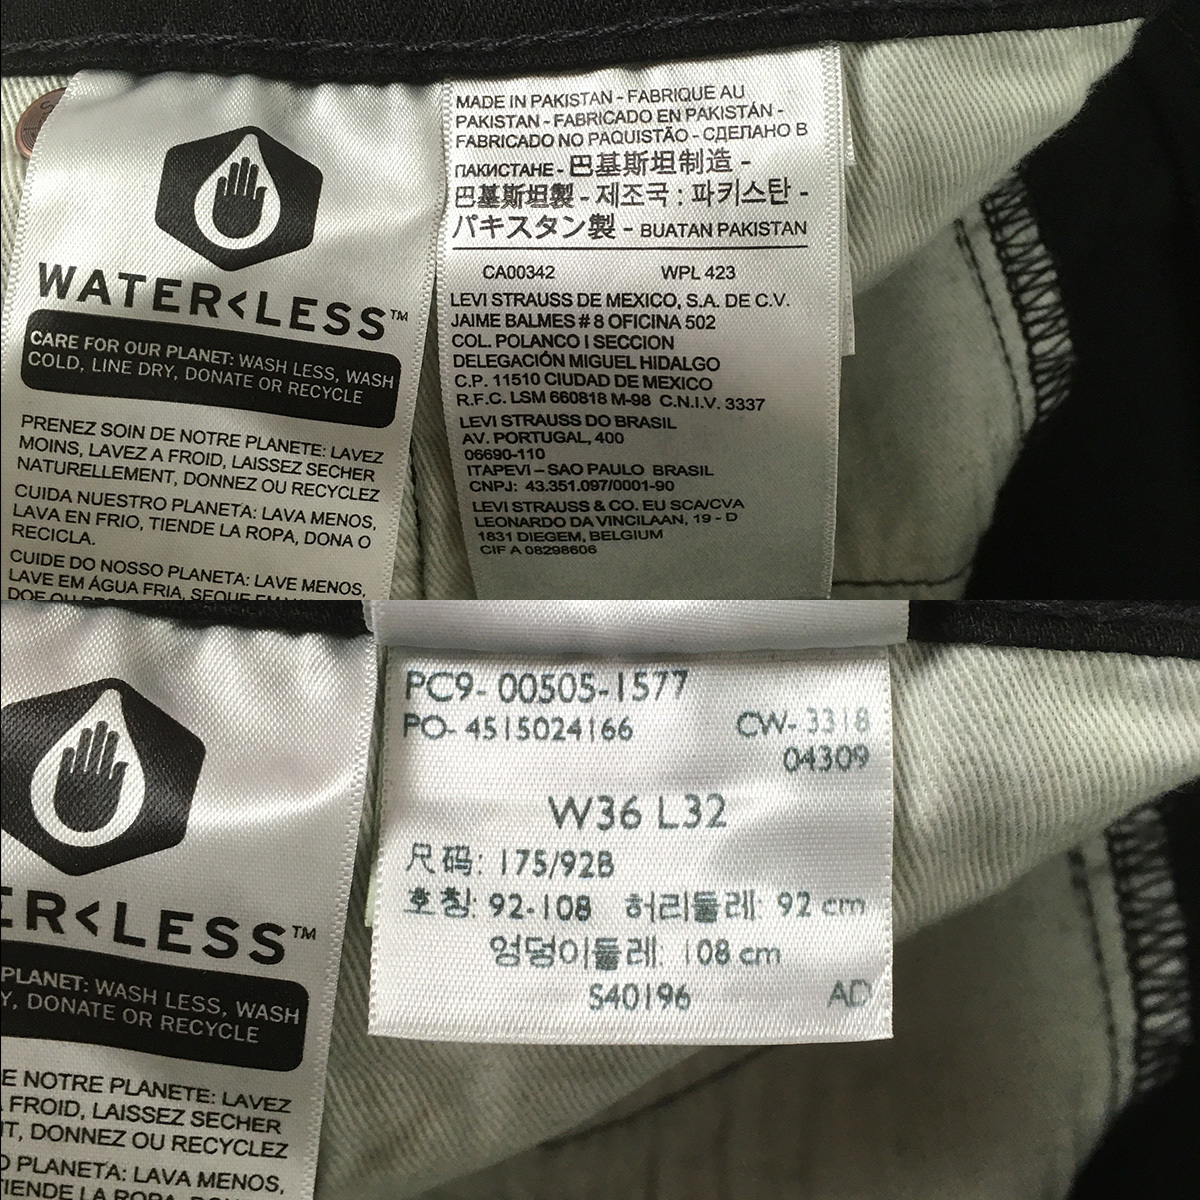 WATER<LESS™
CARE FOR OUR PLANET: WASH LESS, WASH
COLD, LINE DRY, DONATE OR RECYCLE
PRENEZ SOIN DE NOTRE PLANETE: LAVEZ
MOINS, LAVEZ A FROID, LAISSEZ SECHER
NATURELLEMENT, DONNEZ OU RECYCLEZ
CUIDA NUESTRO PLANETA: LAVA MENOS,
LAVA EN FRIO, TIENDE LA ROPA, DONA O
RECICLA.
CUIDE DO NOSSO PLANETA: LAVE MENOS,
LAVE EM ÁGUA FRIA, SEQUE EM
DOE OU
MADE IN PAKISTAN - FABRIQUE AU
PAKISTAN - FABRICADO EN PAKISTÁN -
FABRICADO NO PAQUISTÃO - СДЕЛАНО В
ПАКИСТАНЕ - 巴基斯坦制造 -
巴基斯坦製 - 제조국 : 파키스탄 -
パキスタン製 - BUATAN PAKISTAN
CA00342 WPL 423
LEVI STRAUSS DE MEXICO, S.A. DE C.V.
JAIME BALMES # 8 OFICINA 502
COL. POLANCO I SECCION
DELEGACIÓN MIGUEL HIDALGO
C.P. 11510 CIUDAD DE MEXICO
R.F.C. LSM 660818 M-98 C.N.I.V. 3337
LEVI STRAUSS DO BRASIL
AV. PORTUGAL, 400
06690-110
ITAPEVI – SAO PAULO BRASIL
CNPJ: 43.351.097/0001-90
LEVI STRAUSS & CO. EU SCA/CVA
LEONARDO DA VINCILAAN, 19 - D
1831 DIEGEM, BELGIUM
CIF A 08298606
ER<LESS™
PLANET: WASH LESS, WASH
Y, DONATE OR RECYCLE
E NOTRE PLANETE: LAVEZ
FROID, LAISSEZ SECHER
NT, DONNEZ OU RECYCLEZ
O PLANETA: LAVA MENOS,
TIENDE LA ROPA,
PC9- 00505-1577
PO- 4515024166 CW- 3318
04309
W36 L32
尺码: 175/92B
호칭: 92-108 허리둘레: 92 cm
엉덩이둘레: 108 cm
S40196 AD